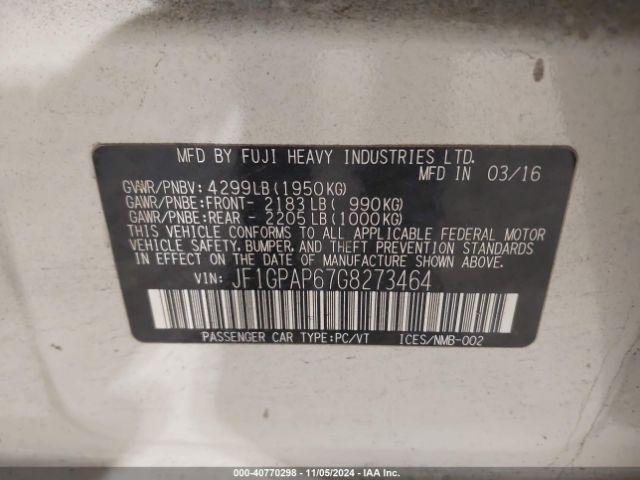 MFD BY FUJI HEAVY INDUSTRIES LTD.
MFD IN 03/16
GVWR/PNBV: 4299LB (1950KG)
GAWR/PNBE:FRONT- 2183 LB ( 990KG)
GAWR/PNBE:REAR - 2205 LB (1000KG)
THIS VEHICLE CONFORMS TO ALL APPLICABLE FEDERAL MOTOR
VEHICLE SAFETY, BUMPER, AND THEFT PREVENTION STANDARDS
IN EFFECT ON THE DATE OF MANUFACTURE SHOWN ABOVE.
VIN: JF1GPAP67G8273464
PASSENGER CAR TYPE:PC/VT ICES/NMB-002
000-40770298 - 11/05/2024 - IAA Inc.